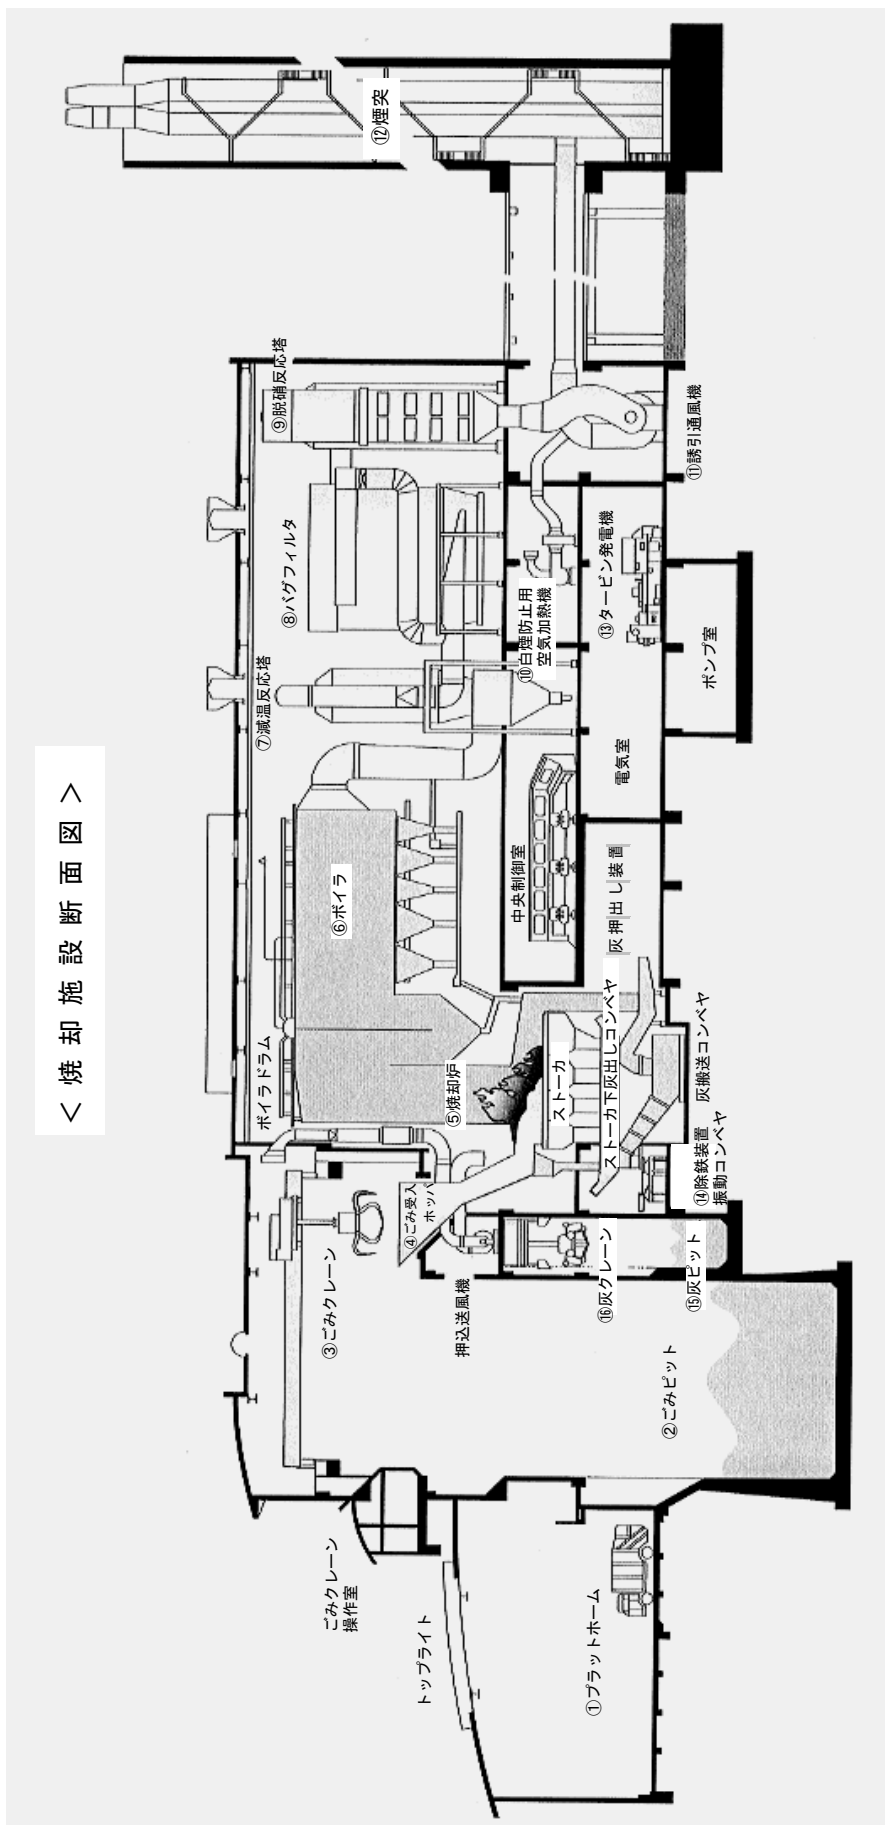 ＜焼却施設断面図＞
①プラットホーム
トップライト
ごみクレーン
操作室
②ごみピット
③ごみクレーン
④ごみ受入
ホッパ
押込送風機
⑯灰クレーン
⑮灰ピット
⑭除鉄装置
振動コンベヤ
灰搬送コンベヤ
ボイラドラム
⑤焼却炉
ストーカ
ストーカ下灰出しコンベヤ
灰押出し装置
⑥ボイラ
中央制御室
電気室
ポンプ室
⑦減温反応塔
⑧バグフィルタ
⑨脱硝反応塔
⑩白煙防止用
空気加熱機
⑬タービン発電機
⑪誘引通風機
⑫煙突